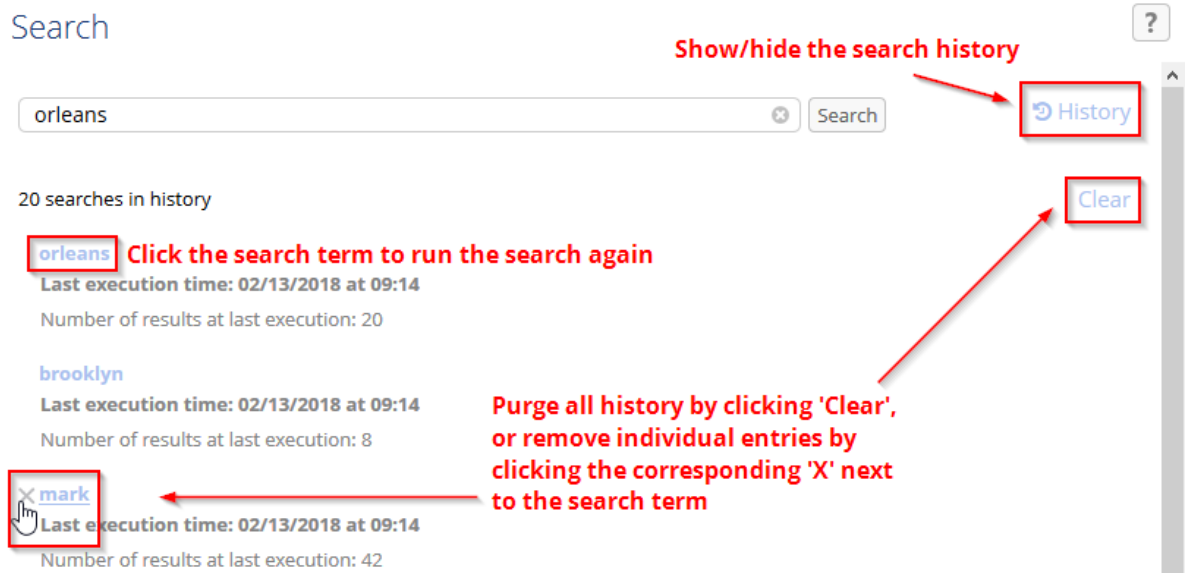 Search
?
Show/hide the search history
orleans
Search
History
20 searches in history
Clear
orleans
Click the search term to run the search again
Last execution time: 02/13/2018 at 09:14
Number of results at last execution: 20
brooklyn
Last execution time: 02/13/2018 at 09:14
Number of results at last execution: 8
Purge all history by clicking 'Clear',
or remove individual entries by
clicking the corresponding 'X' next
to the search term
mark
Last execution time: 02/13/2018 at 09:14
Number of results at last execution: 42